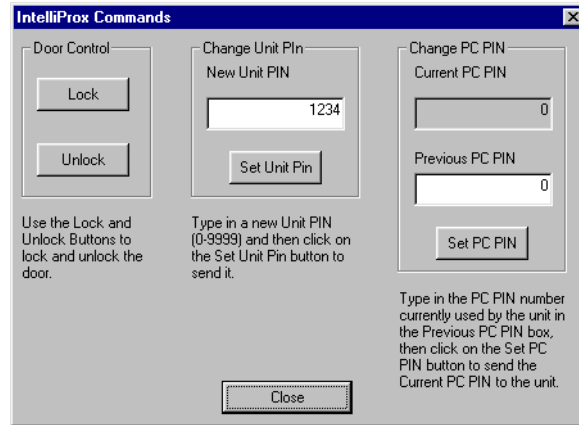 IntelliProx Commands
Door Control
Lock
Unlock
Use the Lock and
Unlock Buttons to
lock and unlock the
door.
Change Unit PIn
New Unit PIN
1234
Set Unit Pin
Type in a new Unit PIN
(0-9999) and then click on
the Set Unit Pin button to
send it.
Change PC PIN
Current PC PIN
0
Previous PC PIN
0
Set PC PIN
Type in the PC PIN number
currently used by the unit in
the Previous PC PIN box,
then click on the Set PC
PIN button to send the
Current PC PIN to the unit.
Close